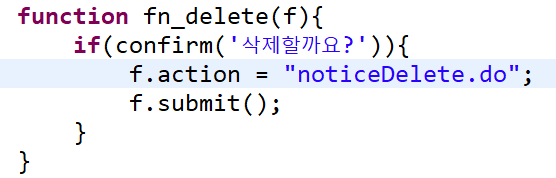 function fn_delete(f){
    if(confirm('삭제할까요?')){
        f.action = "noticeDelete.do";
        f.submit();
    }
}